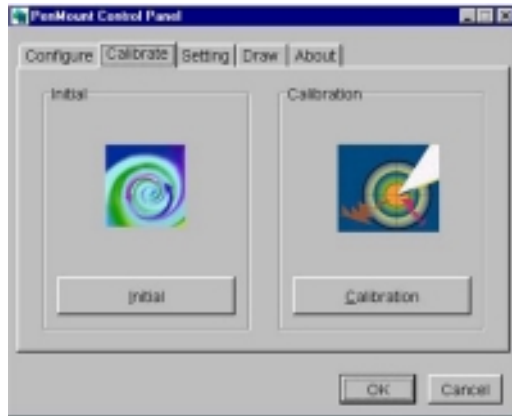 PenMount Control Panel
Configure Calibrate Setting Draw About
Initial Calibration
Initial Calibration
OK Cancel